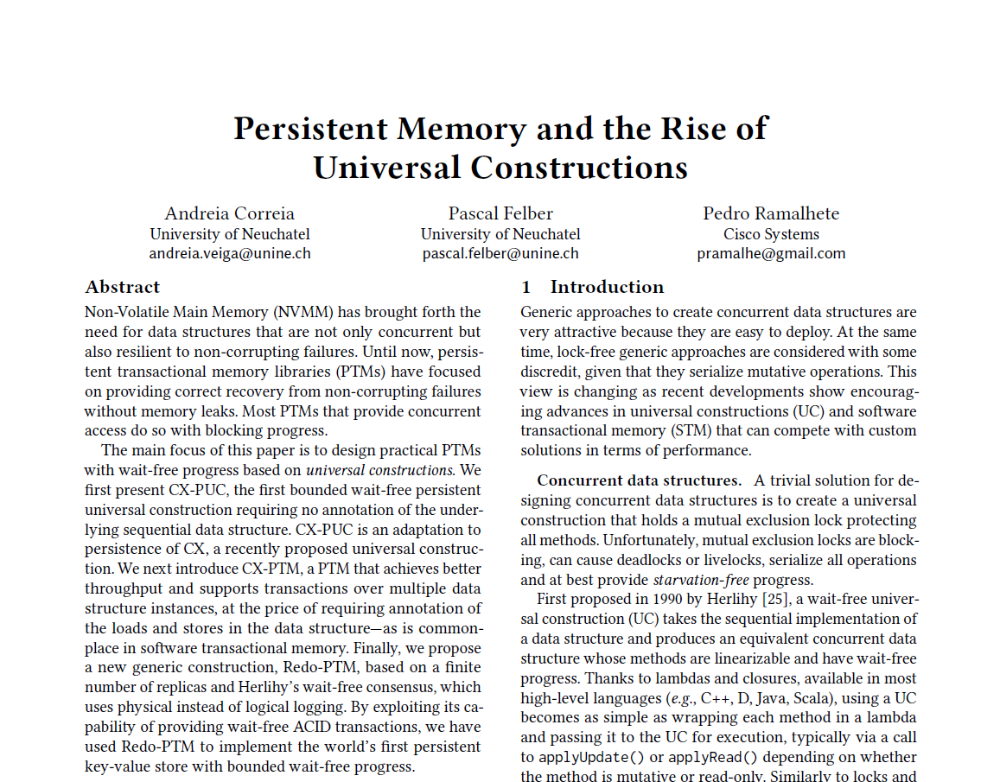 Persistent Memory and the Rise of
Universal Constructions
Andreia Correia
University of Neuchatel
andreia.veiga@unine.ch
Pascal Felber
University of Neuchatel
pascal.felber@unine.ch
Pedro Ramalhete
Cisco Systems
pramalhe@gmail.com
Abstract
Non-Volatile Main Memory (NVMM) has brought forth the
need for data structures that are not only concurrent but
also resilient to non-corrupting failures. Until now, persis-
tent transactional memory libraries (PTMs) have focused
on providing correct recovery from non-corrupting failures
without memory leaks. Most PTMs that provide concurrent
access do so with blocking progress.
The main focus of this paper is to design practical PTMs
with wait-free progress based on universal constructions. We
first present CX-PUC, the first bounded wait-free persistent
universal construction requiring no annotation of the under-
lying sequential data structure. CX-PUC is an adaptation to
persistence of CX, a recently proposed universal construc-
tion. We next introduce CX-PTM, a PTM that achieves better
throughput and supports transactions over multiple data
structure instances, at the price of requiring annotation of
the loads and stores in the data structure—as is common-
place in software transactional memory. Finally, we propose
a new generic construction, Redo-PTM, based on a finite
number of replicas and Herlihy's wait-free consensus, which
uses physical instead of logical logging. By exploiting its ca-
pability of providing wait-free ACID transactions, we have
used Redo-PTM to implement the world's first persistent
key-value store with bounded wait-free progress.
1 Introduction
Generic approaches to create concurrent data structures are
very attractive because they are easy to deploy. At the same
time, lock-free generic approaches are considered with some
discredit, given that they serialize mutative operations. This
view is changing as recent developments show encourag-
ing advances in universal constructions (UC) and software
transactional memory (STM) that can compete with custom
solutions in terms of performance.
Concurrent data structures. A trivial solution for de-
signing concurrent data structures is to create a universal
construction that holds a mutual exclusion lock protecting
all methods. Unfortunately, mutual exclusion locks are block-
ing, can cause deadlocks or livelocks, serialize all operations
and at best provide starvation-free progress.
First proposed in 1990 by Herlihy [25], a wait-free univer-
sal construction (UC) takes the sequential implementation of
a data structure and produces an equivalent concurrent data
structure whose methods are linearizable and have wait-free
progress. Thanks to lambdas and closures, available in most
high-level languages (e.g., C++, D, Java, Scala), using a UC
becomes as simple as wrapping each method in a lambda
and passing it to the UC for execution, typically via a call
to applyUpdate() or applyRead() depending on whether
the method is mutative or read-only. Similarly to locks and